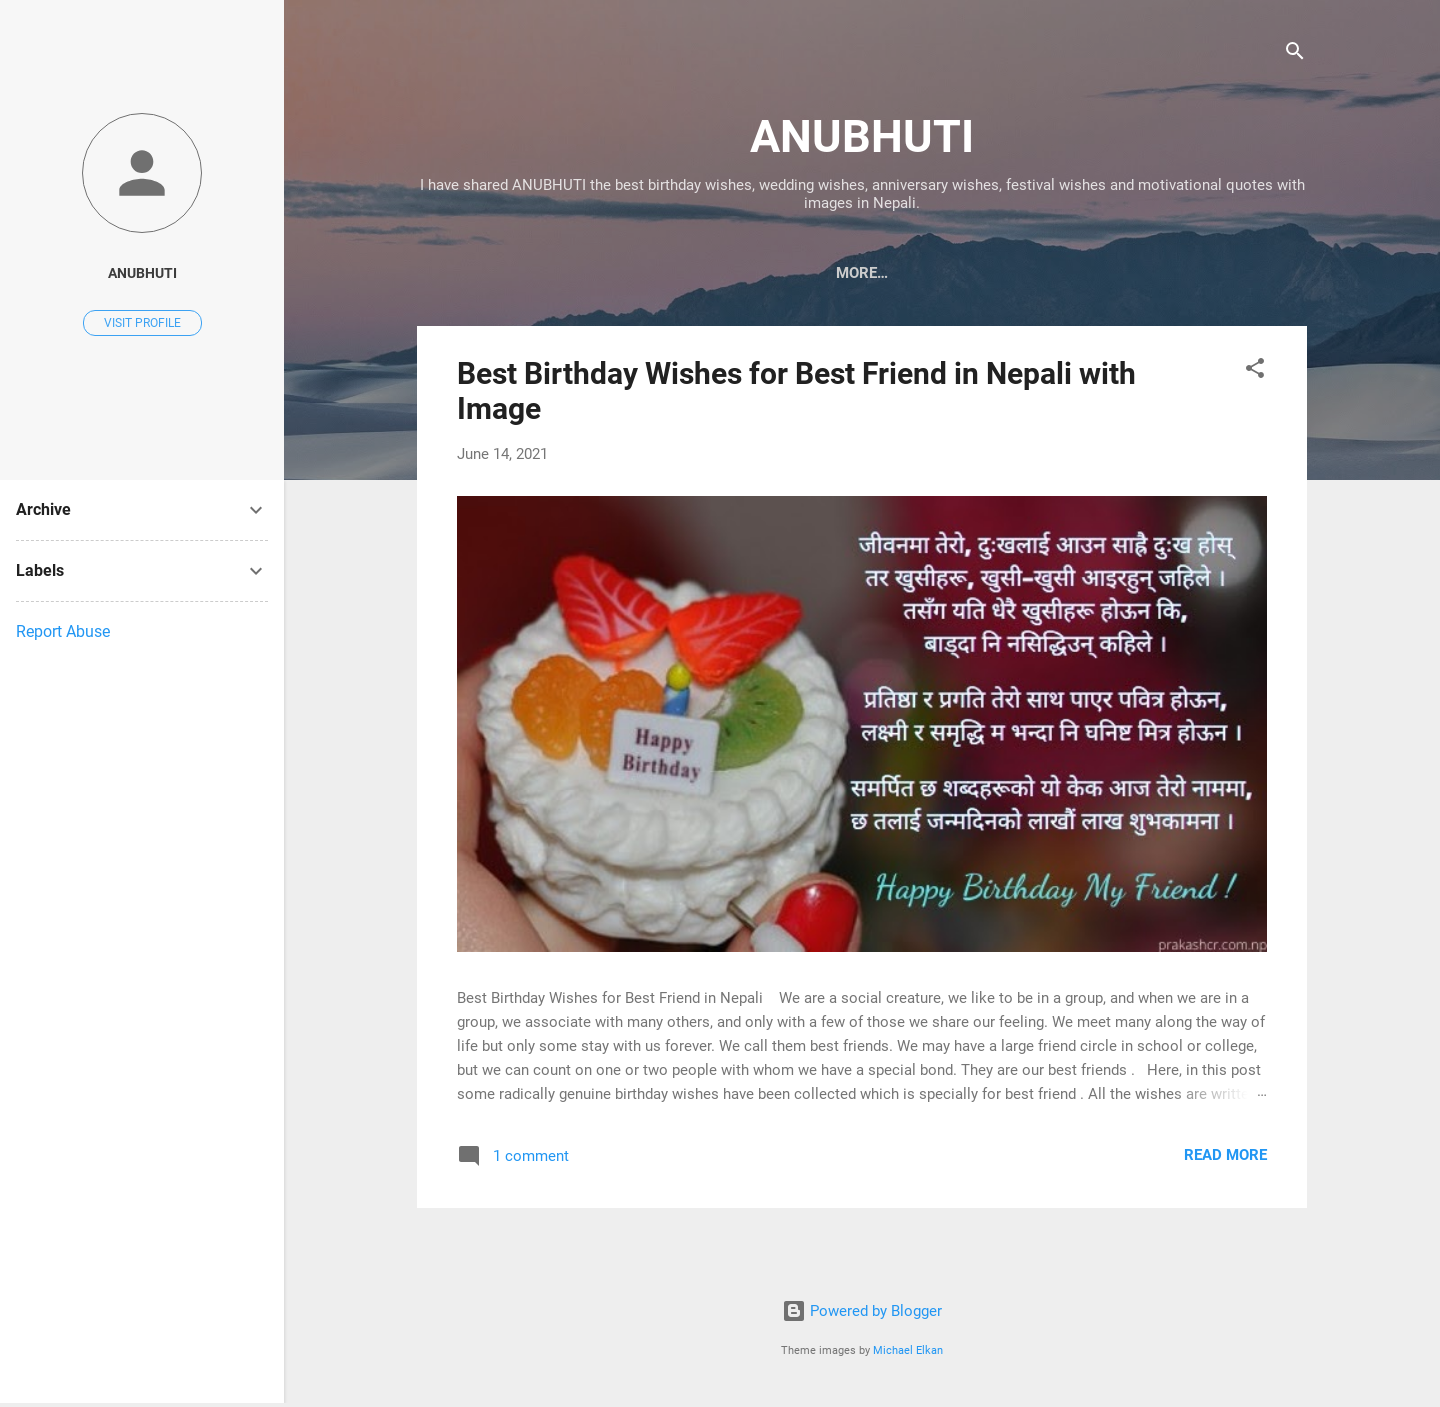 ANUBHUTI
VISIT PROFILE
Archive
Labels
Report Abuse
ANUBHUTI
I have shared ANUBHUTI the best birthday wishes, wedding wishes, anniversary wishes, festival wishes and motivational quotes with
images in Nepali.
MORE…
Best Birthday Wishes for Best Friend in Nepali with
Image
June 14, 2021
जीवनमा तेरो, दुःखलाई आउन साह्रै दुःख होस्
तर खुसीहरू, खुसी–खुसी आइरहुन् जहिले ।
तसँग यति धेरै खुसीहरू होऊन कि,
बाड्दा नि नसिद्धिउन् कहिले ।
प्रतिष्ठा र प्रगति तेरो साथ पाएर पवित्र होऊन,
लक्ष्मी र समृद्धि म भन्दा नि घनिष्ट मित्र होऊन ।
समर्पित छ शब्दहरूको यो केक आज तेरो नाममा,
छ तलाई जन्मदिनको लाखौं लाख शुभकामना ।
Happy Birthday My Friend !
Happy
Birthday
prakashcr.com.np
Best Birthday Wishes for Best Friend in Nepali    We are a social creature, we like to be in a group, and when we are in a
group, we associate with many others, and only with a few of those we share our feeling. We meet many along the way of
life but only some stay with us forever. We call them best friends. We may have a large friend circle in school or college,
but we can count on one or two people with whom we have a special bond. They are our best friends .   Here, in this post
some radically genuine birthday wishes have been collected which is specially for best friend . All the wishes are writte…
1 comment
READ MORE
Powered by Blogger
Theme images by Michael Elkan